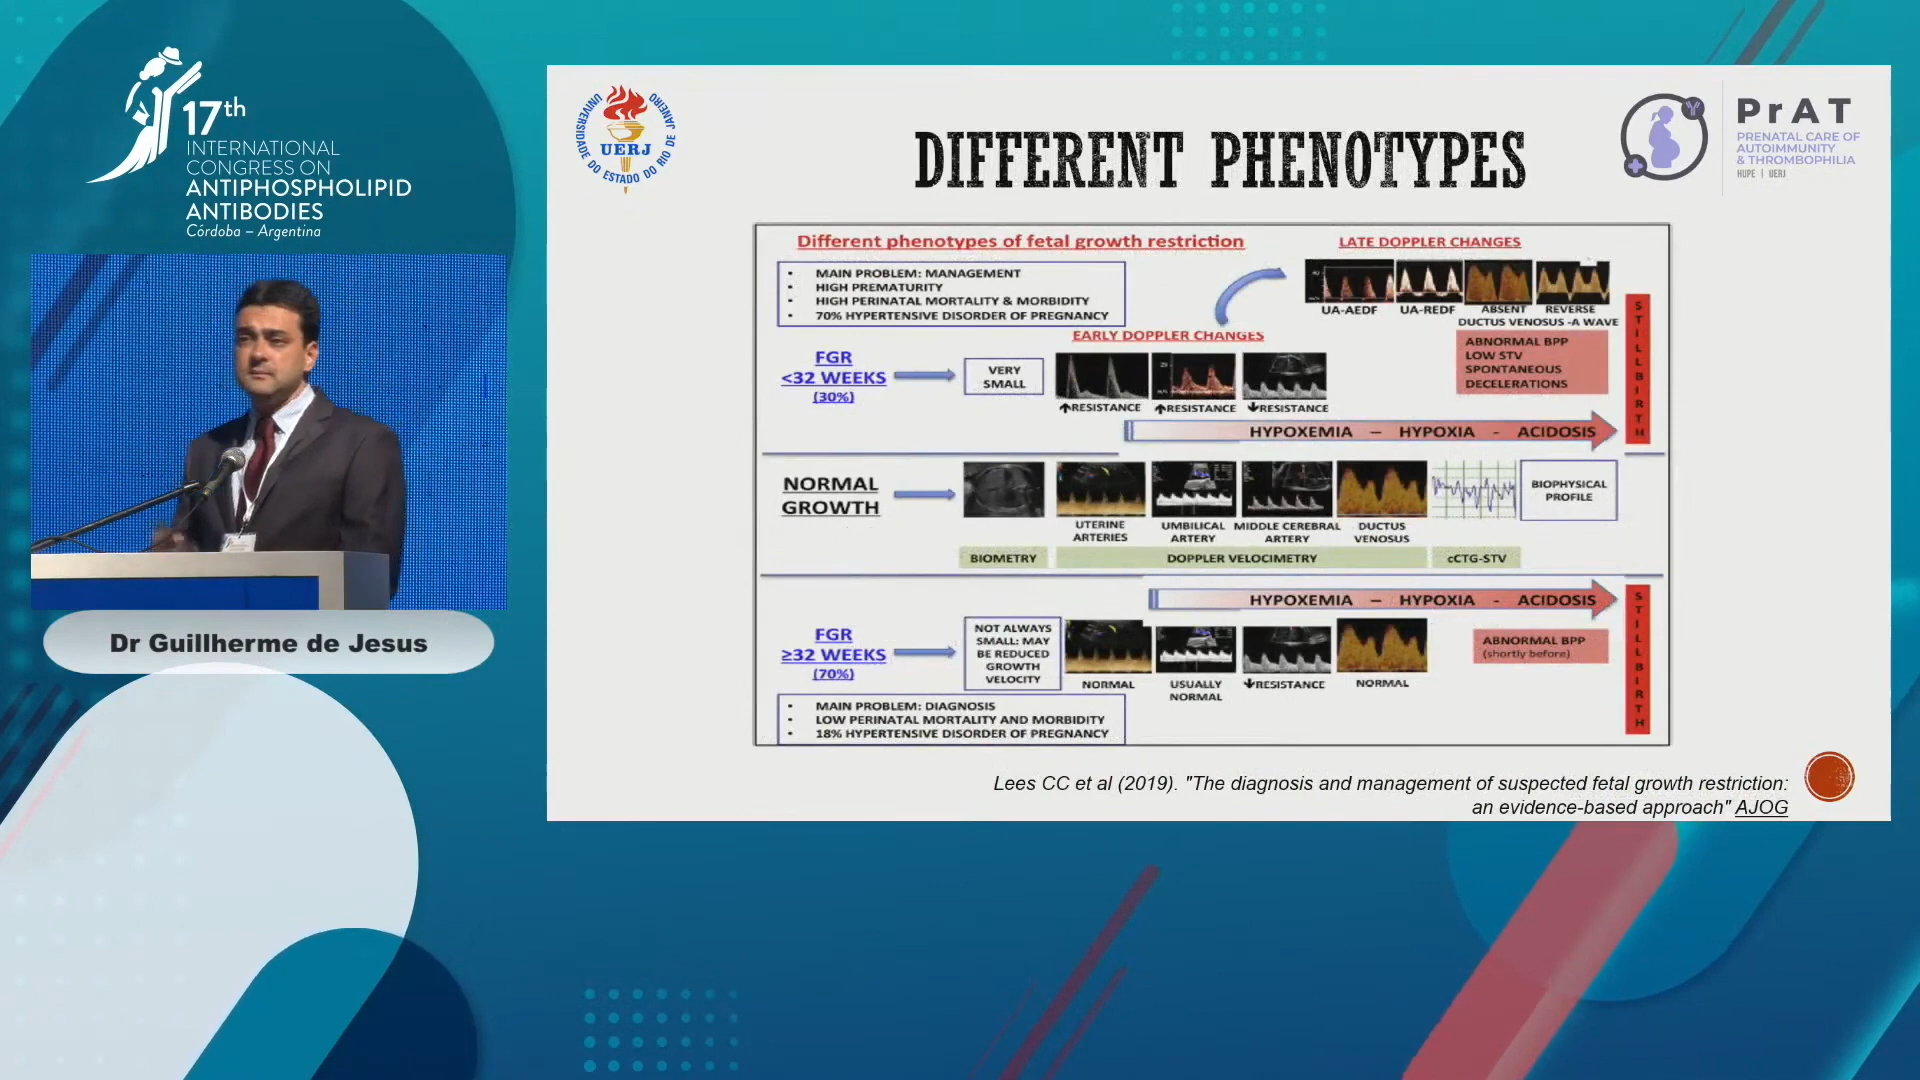 17th
INTERNATIONAL
CONGRESS ON
ANTIPHOSPHOLIPID
ANTIBODIES
Córdoba – Argentina
Dr Guillherme de Jesus
UNIVERSIDADE DO ESTADO DO RIO DE JANEIRO
UERJ
DIFFERENT PHENOTYPES
PrAT
PRENATAL CARE OF
AUTOIMMUNITY
& THROMBOPHILIA
HUPE | UERJ
Different phenotypes of fetal growth restriction
LATE DOPPLER CHANGES
• MAIN PROBLEM: MANAGEMENT
• HIGH PREMATURITY
• HIGH PERINATAL MORTALITY & MORBIDITY
• 70% HYPERTENSIVE DISORDER OF PREGNANCY
UA-AEDF
UA-REDF
ABSENT REVERSE
DUCTUS VENOSUS -A WAVE
EARLY DOPPLER CHANGES
ABNORMAL BPP
LOW STV
SPONTANEOUS
DECELERATIONS
STILLBIRTH
FGR
<32 WEEKS
(30%)
VERY
SMALL
↑RESISTANCE
↑RESISTANCE
↓RESISTANCE
HYPOXEMIA – HYPOXIA - ACIDOSIS
NORMAL
GROWTH
BIOPHYSICAL
PROFILE
UTERINE
ARTERIES
UMBILICAL
ARTERY
MIDDLE CEREBRAL
ARTERY
DUCTUS
VENOSUS
BIOMETRY
DOPPLER VELOCIMETRY
cCTG-STV
HYPOXEMIA – HYPOXIA - ACIDOSIS
STILLBIRTH
FGR
≥32 WEEKS
(70%)
NOT ALWAYS
SMALL: MAY
BE REDUCED
GROWTH
VELOCITY
NORMAL
USUALLY
NORMAL
↓RESISTANCE
NORMAL
ABNORMAL BPP
(shortly before)
• MAIN PROBLEM: DIAGNOSIS
• LOW PERINATAL MORTALITY AND MORBIDITY
• 18% HYPERTENSIVE DISORDER OF PREGNANCY
Lees CC et al (2019). "The diagnosis and management of suspected fetal growth restriction:
an evidence-based approach" AJOG